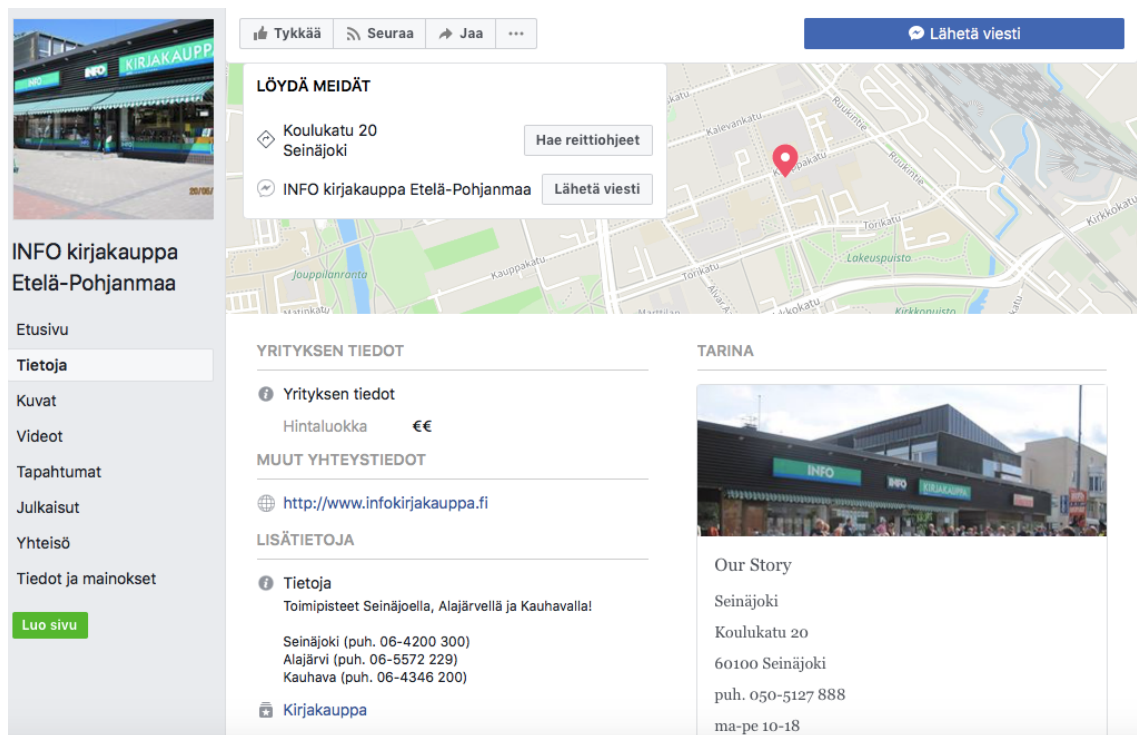 INFO
INFO
KIRJAKAUPPA
INFO kirjakauppa
Etelä-Pohjanmaa
Etusivu
Tietoja
Kuvat
Videot
Tapahtumat
Julkaisut
Yhteisö
Tiedot ja mainokset
Luo sivu
Tykkää
Seuraa
Jaa
Lähetä viesti
LÖYDÄ MEIDÄT
Koulukatu 20
Seinäjoki
Hae reittiohjeet
INFO kirjakauppa Etelä-Pohjanmaa
Lähetä viesti
Kalevankatu
Ruukintie
Ruukintie
Kirkkokatu
Torikatu
Lakeuspuisto
Jouppilanranta
Kauppakatu
Torikatu
YRITYKSEN TIEDOT
Yrityksen tiedot
Hintaluokka €€
MUUT YHTEYSTIEDOT
http://www.infokirjakauppa.fi
LISÄTIETOJA
Tietoja
Toimipisteet Seinäjoella, Alajärvellä ja Kauhavalla!
Seinäjoki (puh. 06-4200 300)
Alajärvi (puh. 06-5572 229)
Kauhava (puh. 06-4346 200)
Kirjakauppa
TARINA
INFO
INFO
KIRJAKAUPPA
Our Story
Seinäjoki
Koulukatu 20
60100 Seinäjoki
puh. 050-5127 888
ma-pe 10-18